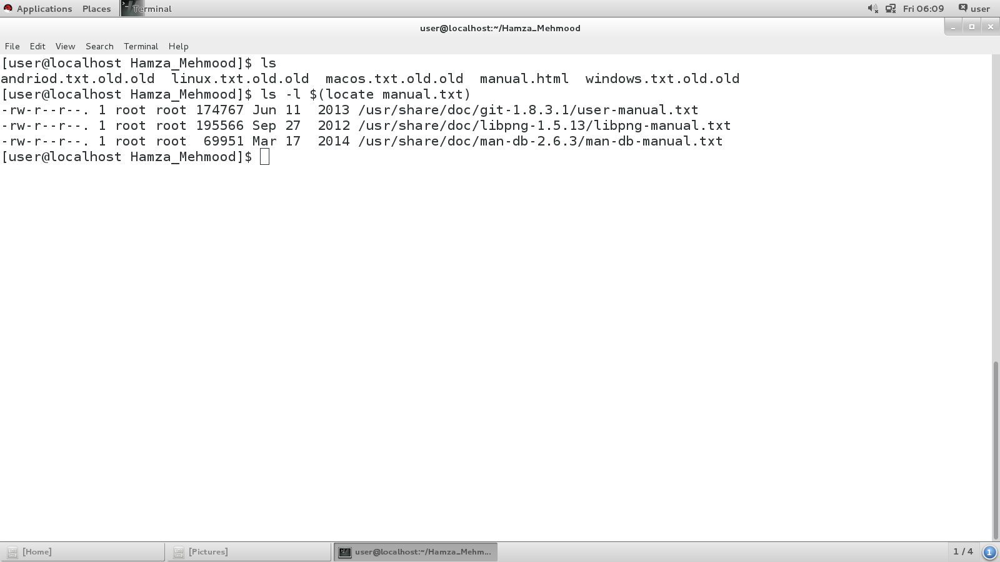 Applications Places Terminal Fri 06:09 user
user@localhost:~/Hamza_Mehmood
File Edit View Search Terminal Help
[user@localhost Hamza_Mehmood]$ ls
andriod.txt.old.old  linux.txt.old.old  macos.txt.old.old  manual.html  windows.txt.old.old
[user@localhost Hamza_Mehmood]$ ls -l $(locate manual.txt)
-rw-r--r--. 1 root root 174767 Jun 11  2013 /usr/share/doc/git-1.8.3.1/user-manual.txt
-rw-r--r--. 1 root root 195566 Sep 27  2012 /usr/share/doc/libpng-1.5.13/libpng-manual.txt
-rw-r--r--. 1 root root  69951 Mar 17  2014 /usr/share/doc/man-db-2.6.3/man-db-manual.txt
[user@localhost Hamza_Mehmood]$
[Home] [Pictures] user@localhost:~/Hamza_Mehm... 1 / 4 1